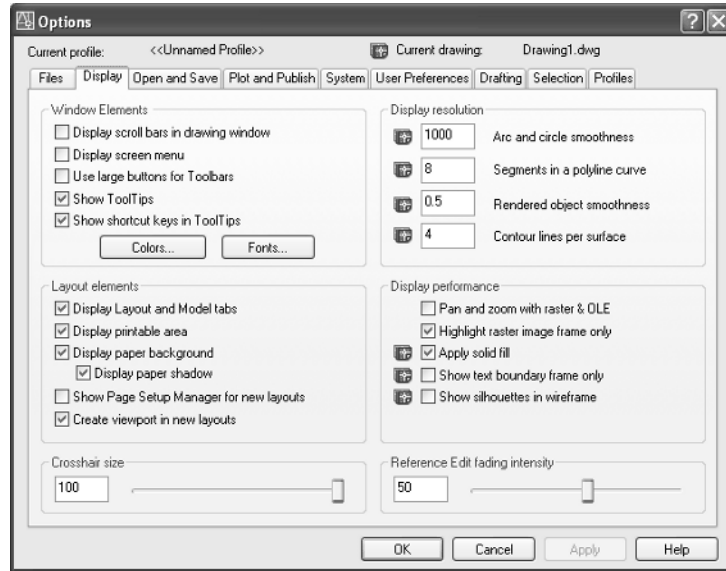 Options
Current profile: <<Unnamed Profile>> Current drawing: Drawing1.dwg
Files Display Open and Save Plot and Publish System User Preferences Drafting Selection Profiles
Window Elements
Display scroll bars in drawing window
Display screen menu
Use large buttons for Toolbars
Show ToolTips
Show shortcut keys in ToolTips
Colors... Fonts...
Display resolution
1000 Arc and circle smoothness
8 Segments in a polyline curve
0.5 Rendered object smoothness
4 Contour lines per surface
Layout elements
Display Layout and Model tabs
Display printable area
Display paper background
Display paper shadow
Show Page Setup Manager for new layouts
Create viewport in new layouts
Display performance
Pan and zoom with raster & OLE
Highlight raster image frame only
Apply solid fill
Show text boundary frame only
Show silhouettes in wireframe
Crosshair size
100
Reference Edit fading intensity
50
OK Cancel Apply Help